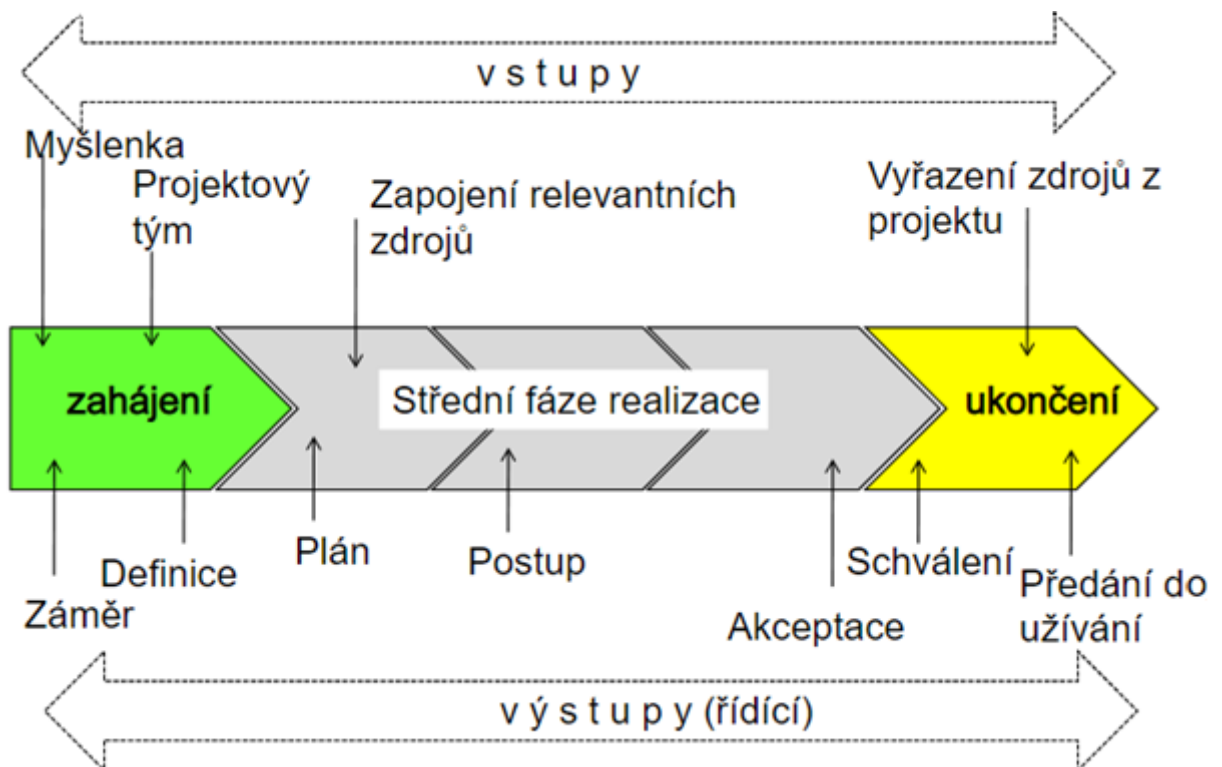 v s t u p y
Myšlenka
Projektový
tým
Zapojení relevantních
zdrojů
Vyřazení zdrojů z
projektu
zahájení
Střední fáze realizace
ukončení
Záměr
Definice
Plán
Postup
Akceptace
Schválení
Předání do
užívání
v ý s t u p y (řídící)